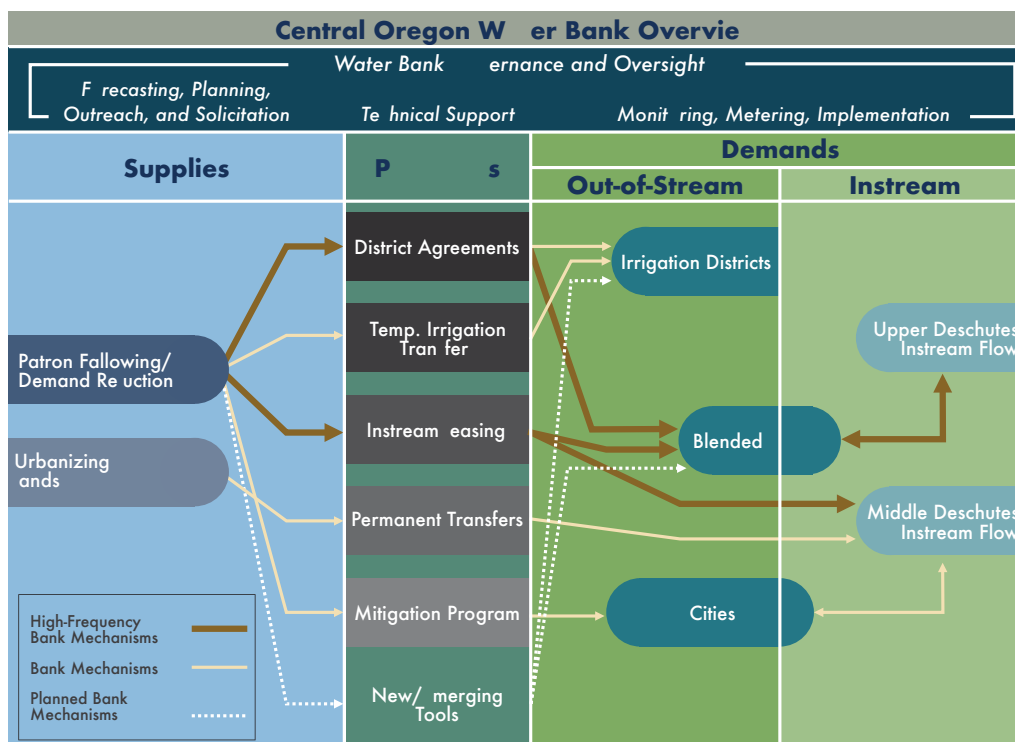 Central Oregon W er Bank Overvie
Water Bank ernance and Oversight
F recasting, Planning,
Outreach, and Solicitation
Te hnical Support
Monit ring, Metering, Implementation
Supplies
P s
Demands
Out-of-Stream
Instream
District Agreements
Irrigation Districts
Temp. Irrigation
Tran fer
Upper Deschutes
Instream Flow
Patron Fallowing/
Demand Re uction
Instream easing
Blended
Urbanizing
ands
Permanent Transfers
Middle Deschutes
Instream Flow
Mitigation Program
Cities
New/ merging
Tools
High-Frequency
Bank Mechanisms
Bank Mechanisms
Planned Bank
Mechanisms